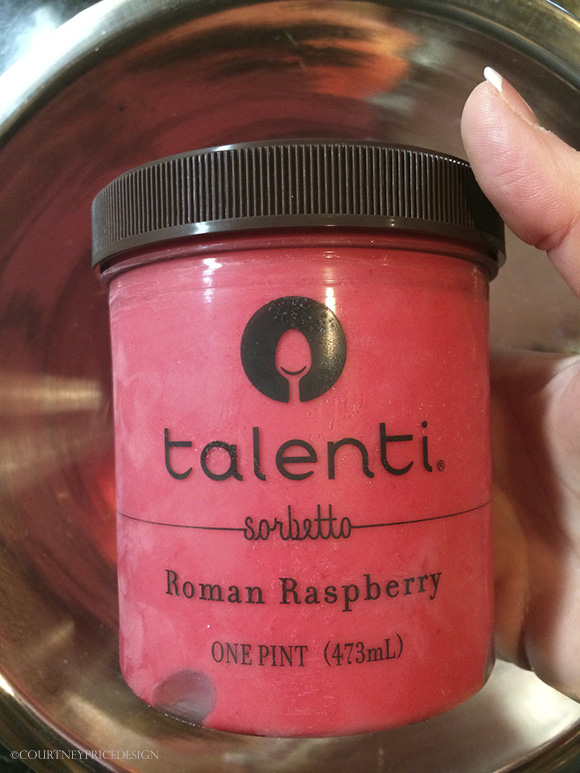 talenti®
sorbetto
Roman Raspberry
ONE PINT (473mL)
©COURTNEYPRICEDESIGN